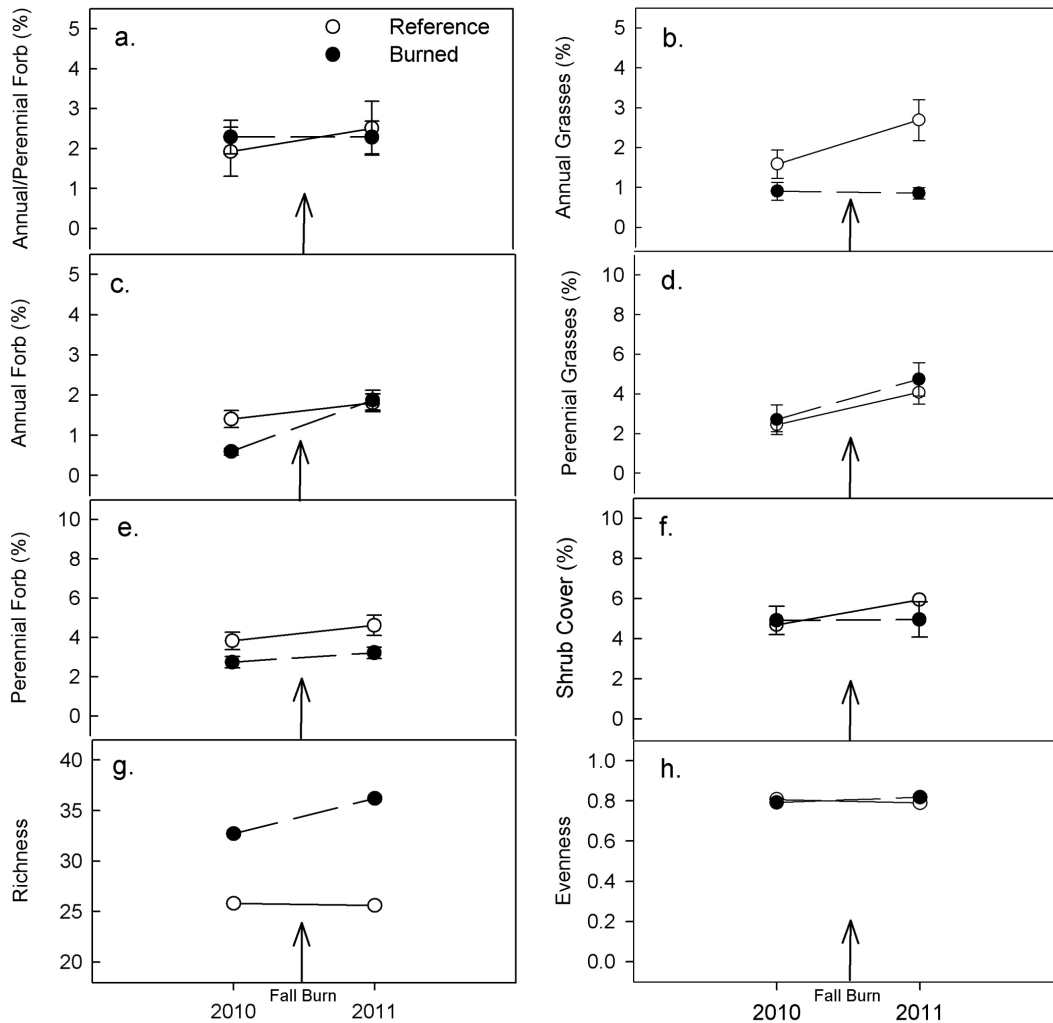 a.
Reference
Burned
Annual/Perennial Forb (%)
5
4
3
2
1
0
b.
Annual Grasses (%)
5
4
3
2
1
0
c.
Annual Forb (%)
5
4
3
2
1
0
d.
Perennial Grasses (%)
10
8
6
4
2
0
e.
Perennial Forb (%)
10
8
6
4
2
0
f.
Shrub Cover (%)
10
8
6
4
2
0
g.
Richness
40
35
30
25
20
2010
Fall Burn
2011
h.
Evenness
1.0
0.8
0.6
0.4
0.2
0.0
2010
Fall Burn
2011